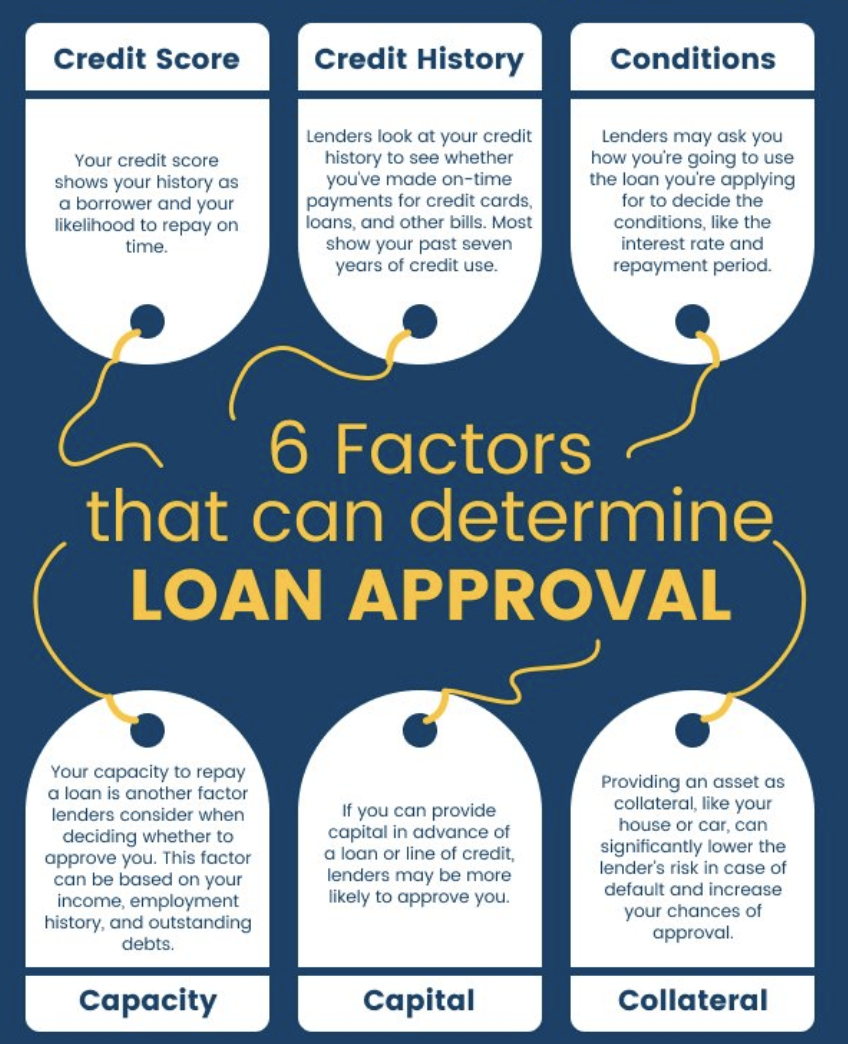 Credit Score
Your credit score
shows your history as
a borrower and your
likelihood to repay on
time.
Credit History
Lenders look at your credit
history to see whether
you've made on-time
payments for credit cards,
loans, and other bills. Most
show your past seven
years of credit use.
Conditions
Lenders may ask you
how you're going to use
the loan you're applying
for to decide the
conditions, like the
interest rate and
repayment period.
6 Factors
that can determine
LOAN APPROVAL
Your capacity to repay
a loan is another factor
lenders consider when
deciding whether to
approve you. This factor
can be based on your
income, employment
history, and outstanding
debts.
Capacity
If you can provide
capital in advance of
a loan or line of credit,
lenders may be more
likely to approve you.
Capital
Providing an asset as
collateral, like your
house or car, can
significantly lower the
lender's risk in case of
default and increase
your chances of
approval.
Collateral